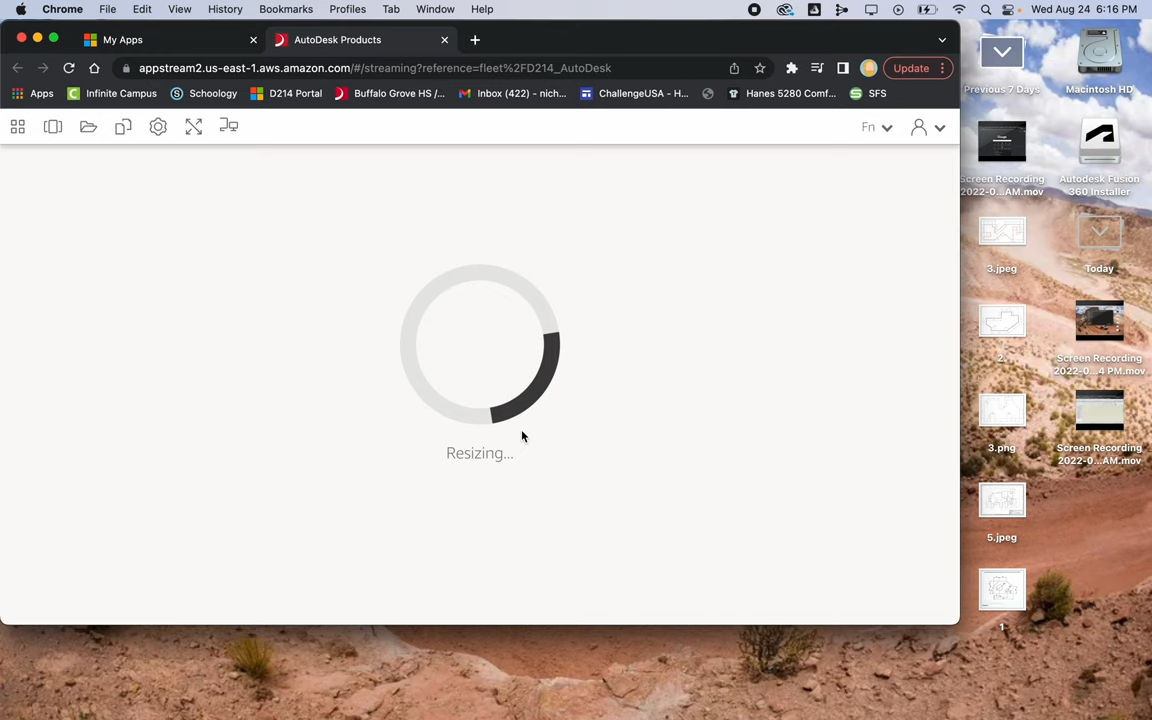 Chrome File Edit View History Bookmarks Profiles Tab Window Help Wed Aug 24 6:16 PM
My Apps AutoDesk Products
appstream2.us-east-1.aws.amazon.com/#/streaming?reference=fleet%2FD214_AutoDesk Update
Apps Infinite Campus Schoology D214 Portal Buffalo Grove HS /... Inbox (422) - nich... ChallengeUSA - H... Hanes 5280 Comf... SFS
Fn
Resizing...
Previous 7 Days
Macintosh HD
Screen Recording
2022-0...AM.mov
Autodesk Fusion
360 Installer
3.jpeg
Today
2.
Screen Recording
2022-0...4 PM.mov
3.png
Screen Recording
2022-0...AM.mov
5.jpeg
1